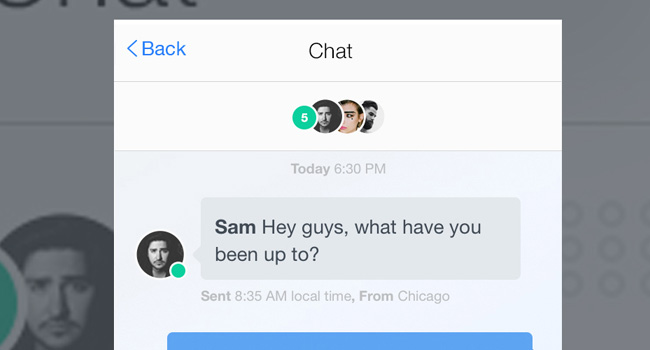 Back
Chat
5
Today 6:30 PM
Sam Hey guys, what have you
been up to?
Sent 8:35 AM local time, From Chicago